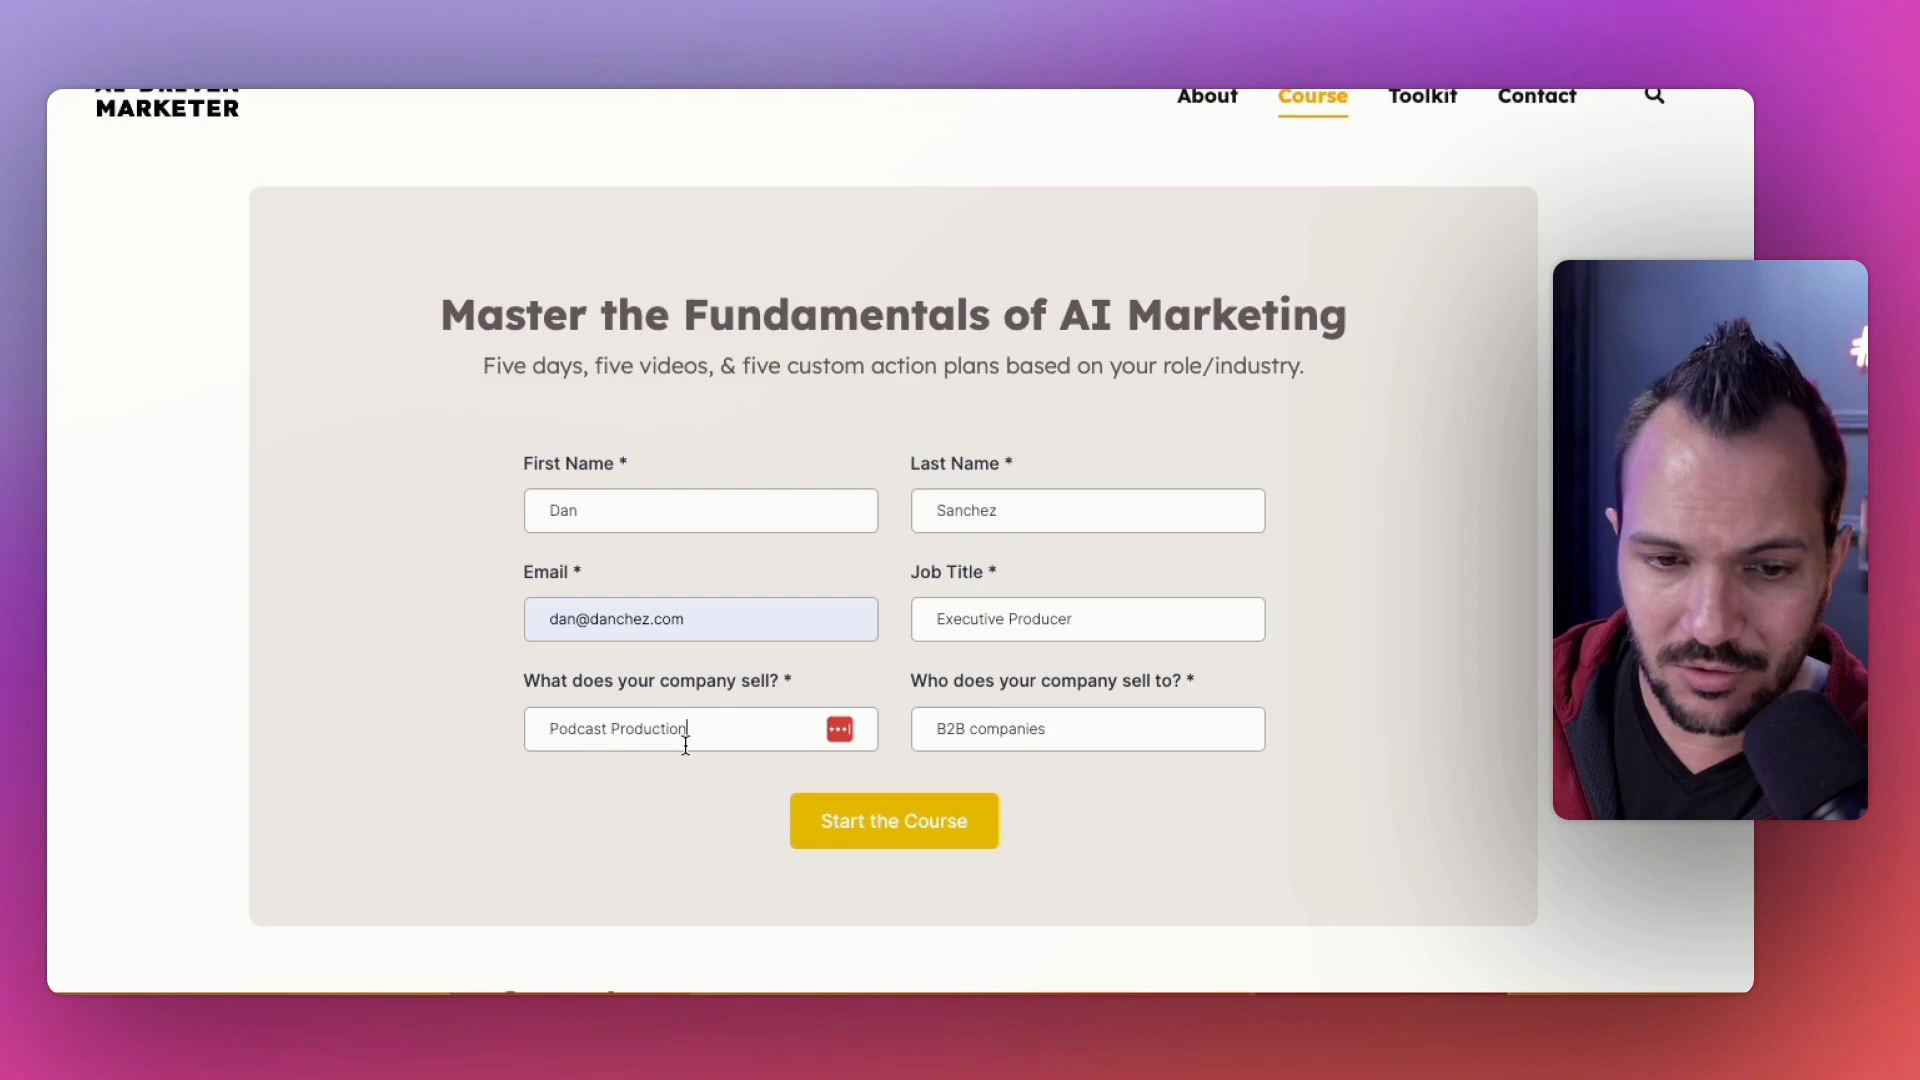 AI-DRIVEN
MARKETER
About Course Toolkit Contact
Master the Fundamentals of AI Marketing
Five days, five videos, & five custom action plans based on your role/industry.
First Name * Last Name *
Dan Sanchez
Email * Job Title *
dan@danchez.com Executive Producer
What does your company sell? * Who does your company sell to? *
Podcast Production B2B companies
Start the Course